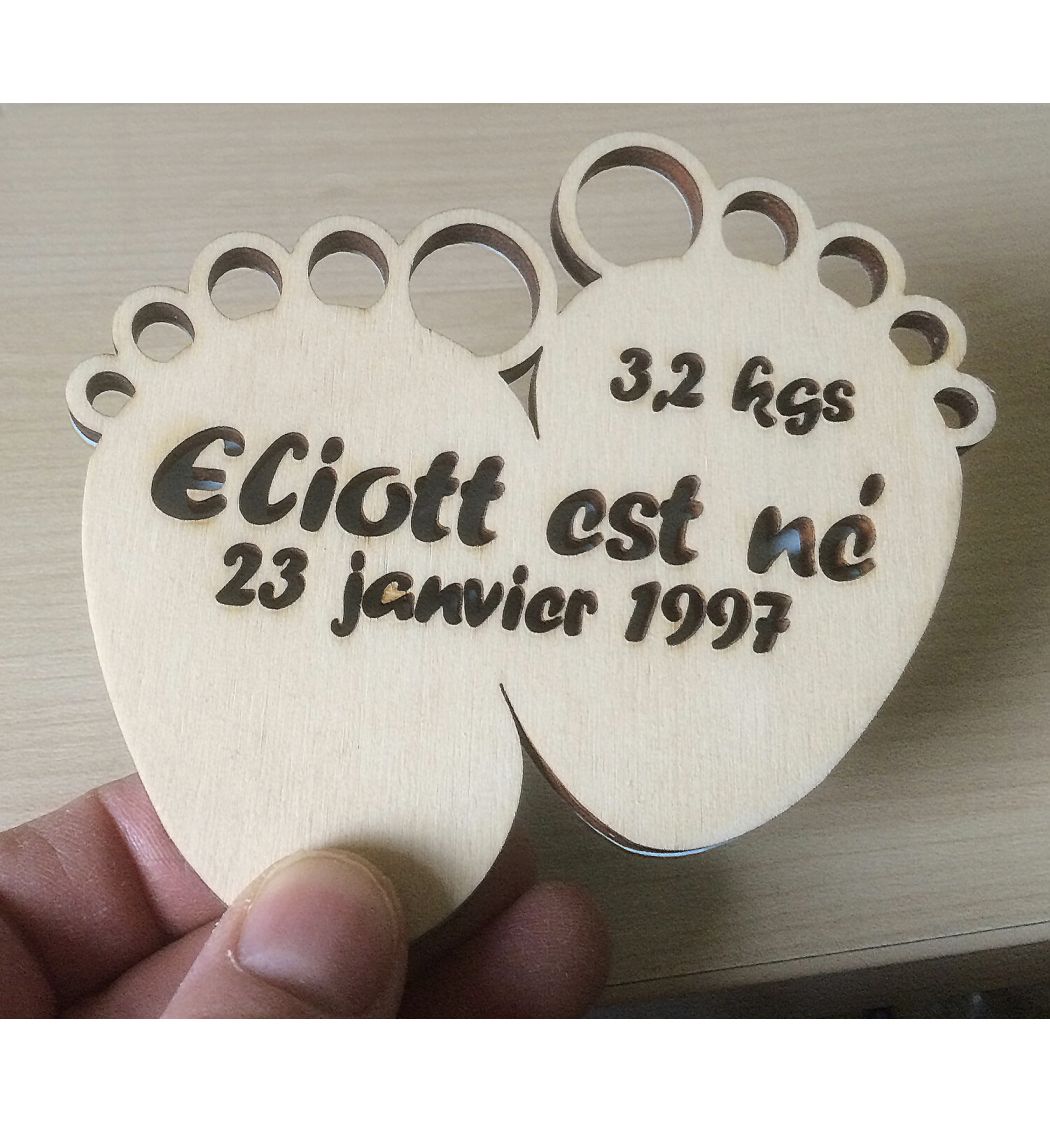 3,2 kgs
Eliott est né
23 janvier 1997